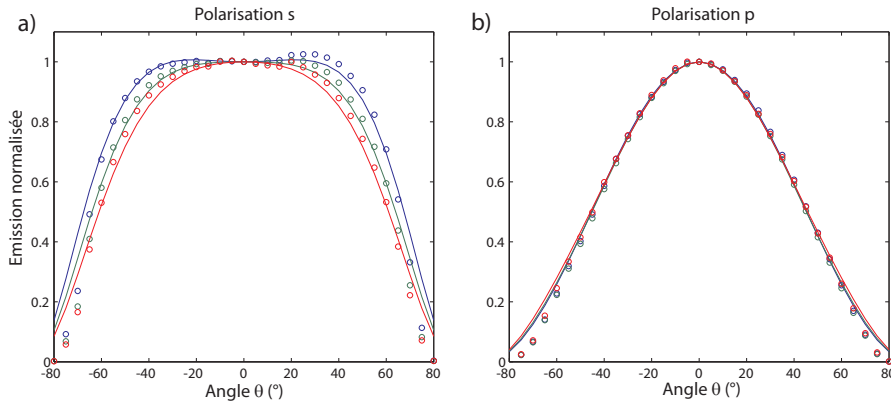 a)
Polarisation s
Emission normalisée
1
0.8
0.6
0.4
0.2
0
-80 -60 -40 -20 0 20 40 60 80
Angle θ (°)
b)
Polarisation p
1
0.8
0.6
0.4
0.2
0
-80 -60 -40 -20 0 20 40 60 80
Angle θ (°)